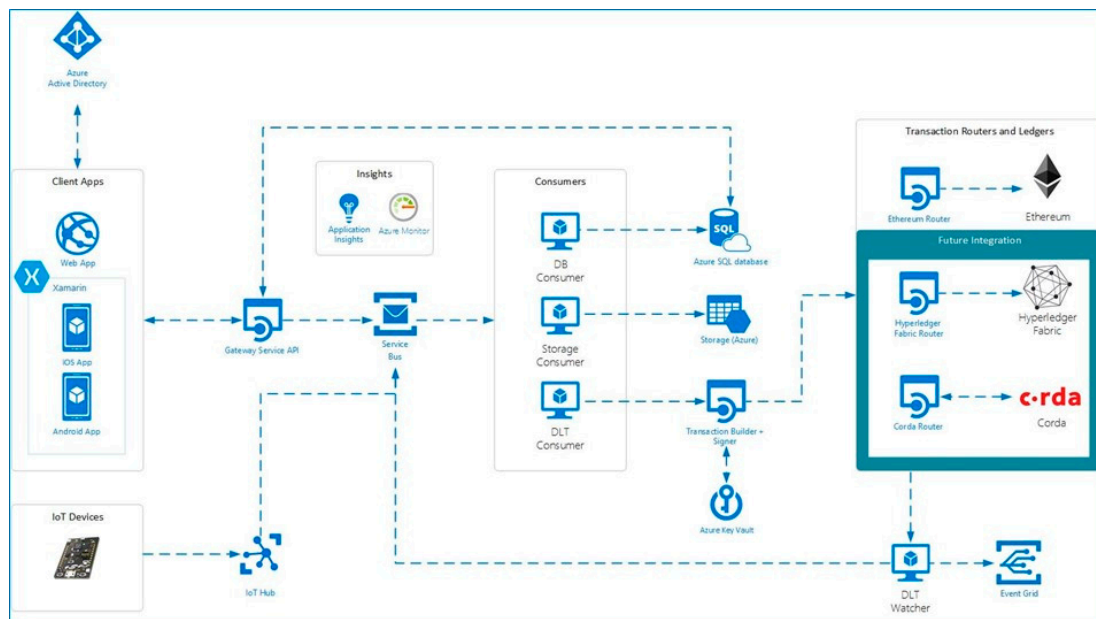 Azure
Active Directory
Client Apps
Web App
Xamarin
IOS App
Android App
IoT Devices
IoT Hub
Gateway Service API
Insights
Application
Insights
Azure Monitor
Service
Bus
Consumers
DB
Consumer
Storage
Consumer
DLT
Consumer
SQL
Azure SQL database
Storage (Azure)
Transaction Builder +
Signer
Azure Key Vault
Transaction Routers and Ledgers
Ethereum Router
Ethereum
Future Integration
Hyperledger
Fabric Router
Hyperledger
Fabric
Corda Router
c·rda
Corda
DLT
Watcher
Event Grid